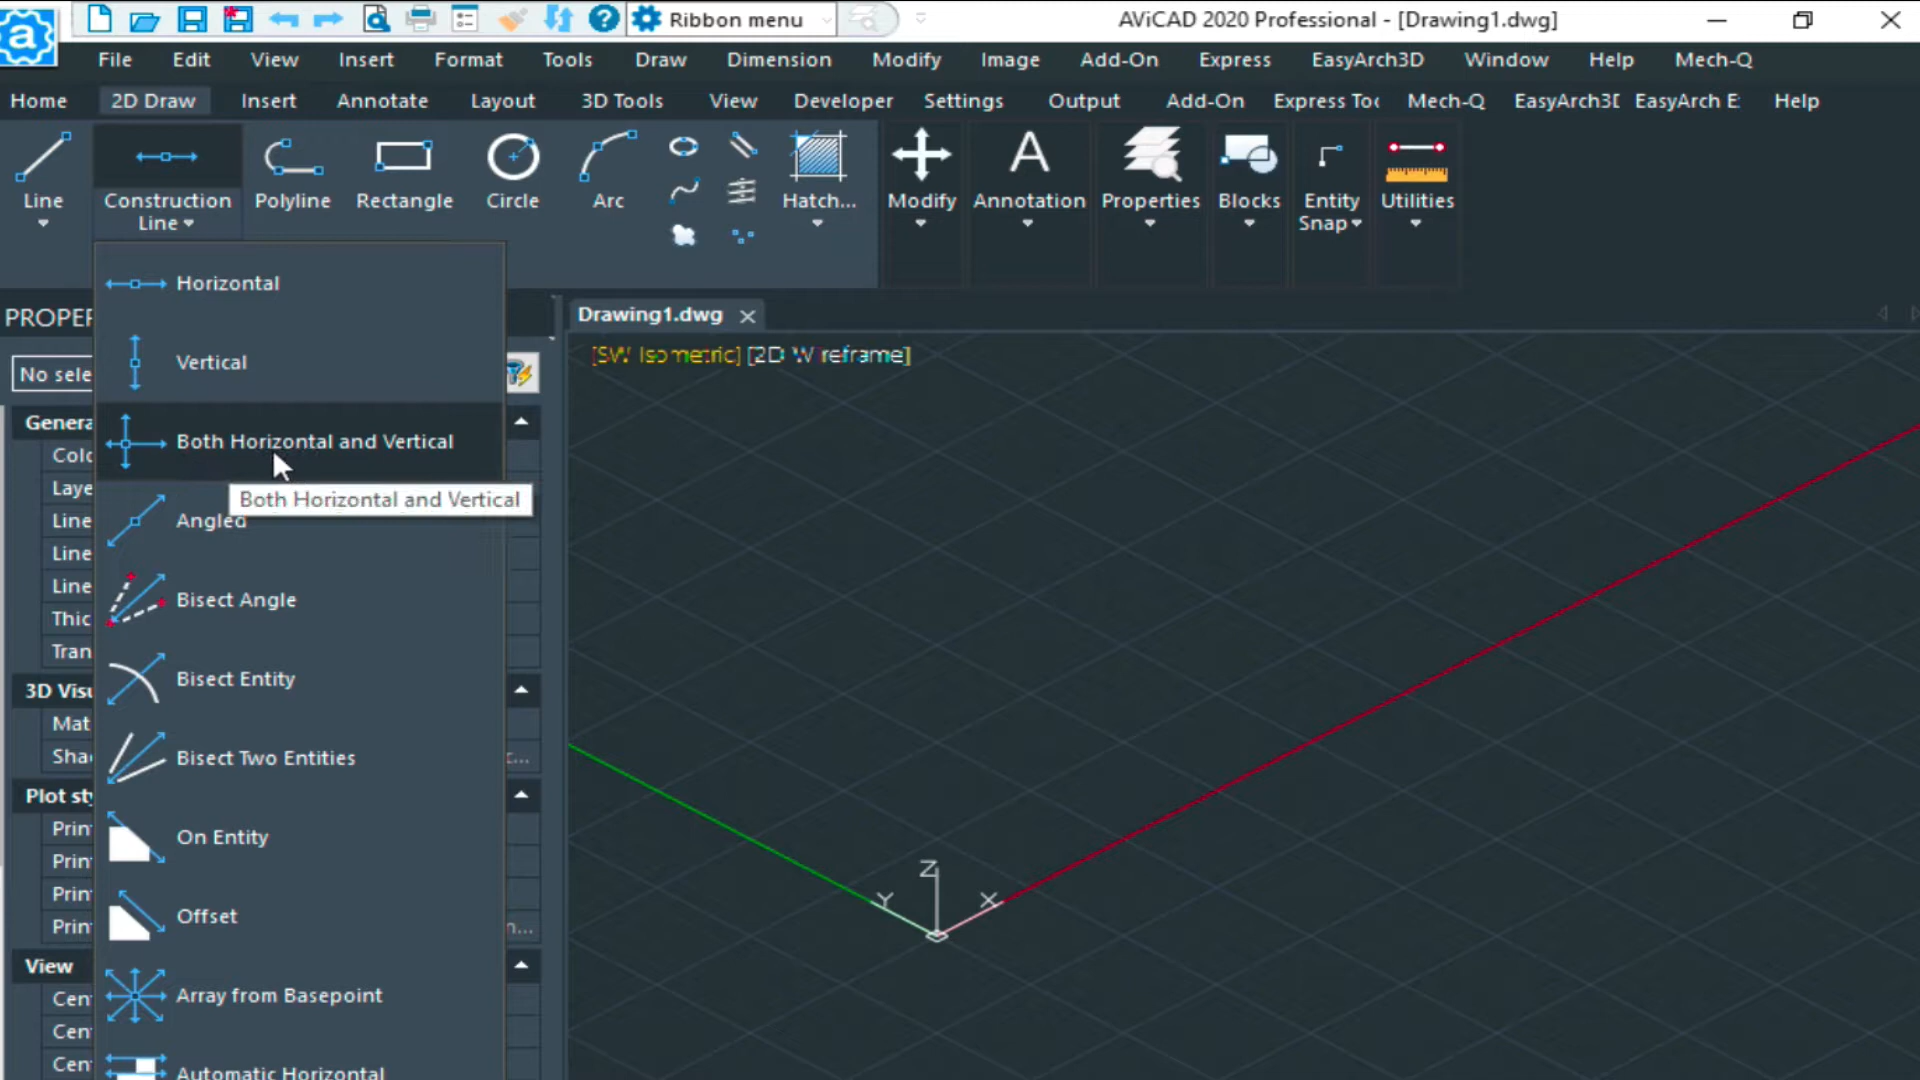 a
Ribbon menu
AViCAD 2020 Professional - [Drawing1.dwg]
File Edit View Insert Format Tools Draw Dimension Modify Image Add-On Express EasyArch3D Window Help Mech-Q
Home 2D Draw Insert Annotate Layout 3D Tools View Developer Settings Output Add-On Express Too Mech-Q EasyArch3D EasyArch E: Help
Line
Construction Line
Polyline
Rectangle
Circle
Arc
Hatch...
Modify
Annotation
Properties
Blocks
Entity Snap
Utilities
A
Horizontal
Vertical
Both Horizontal and Vertical
Both Horizontal and Vertical
Angled
Bisect Angle
Bisect Entity
Bisect Two Entities
On Entity
Offset
Array from Basepoint
Automatic Horizontal
PROPER
No sele
Genera
Colo
Laye
Line
Line
Line
Thic
Tran
3D Visu
Mat
Shac
Plot sty
Prin
Prin
Prin
Prin
View
Cen
Cen
Cen
Drawing1.dwg
[SW Isometric] [2D Wireframe]
Z
Y
X